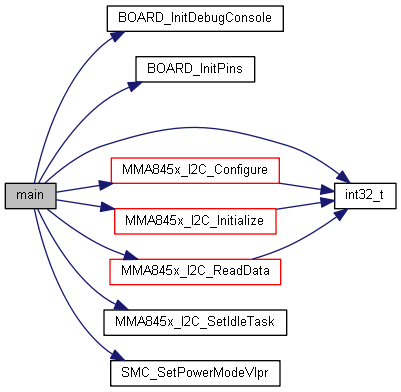 BOARD_InitDebugConsole
BOARD_InitPins
MMA845x_I2C_Configure
main
int32_t
MMA845x_I2C_Initialize
MMA845x_I2C_ReadData
MMA845x_I2C_SetIdleTask
SMC_SetPowerModeVlpr